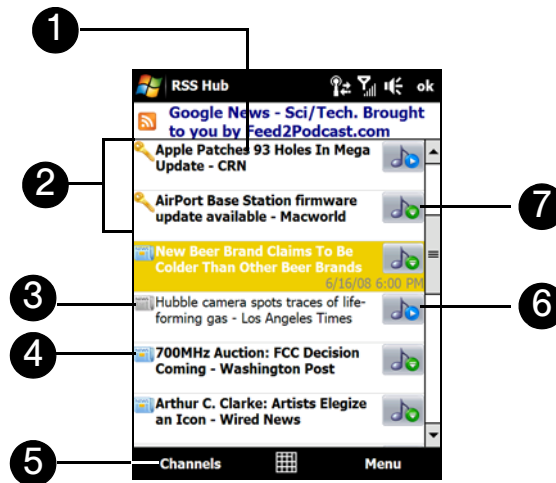 1
RSS Hub ok
Google News - Sci/Tech. Brought
to you by Feed2Podcast.com
2
Apple Patches 93 Holes In Mega
Update - CRN
AirPort Base Station firmware
update available - Macworld
7
New Beer Brand Claims To Be
Colder Than Other Beer Brands
6/16/08 6:00 PM
3
Hubble camera spots traces of life-
forming gas - Los Angeles Times
6
4
700MHz Auction: FCC Decision
Coming - Washington Post
Arthur C. Clarke: Artists Elegize
an Icon - Wired News
5
Channels Menu